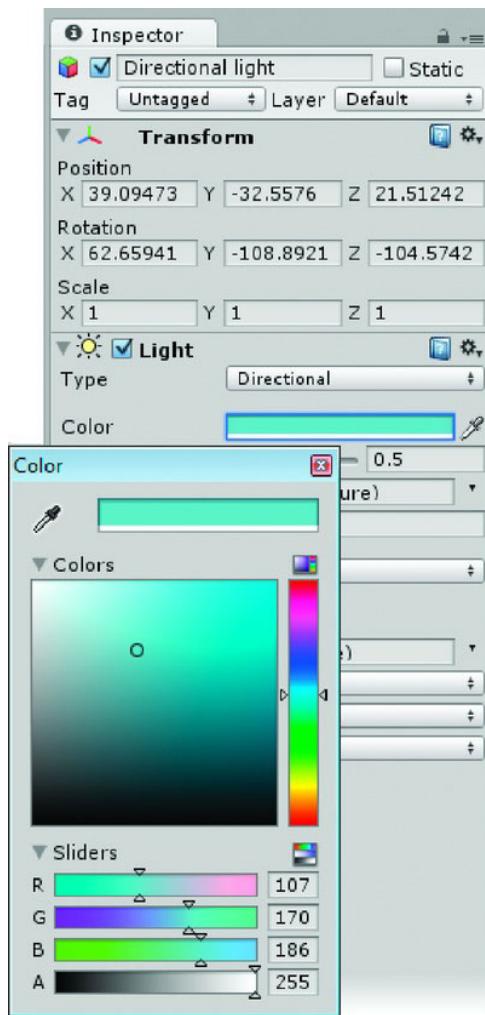 Inspector
Directional light Static
Tag Untagged Layer Default
Transform
Position
X 39.09473 Y -32.5576 Z 21.51242
Rotation
X 62.65941 Y -108.8921 Z -104.5742
Scale
X 1 Y 1 Z 1
Light
Type Directional
Color
Color
0.5
ure)
Colors
:)
Sliders
R 107
G 170
B 186
A 255